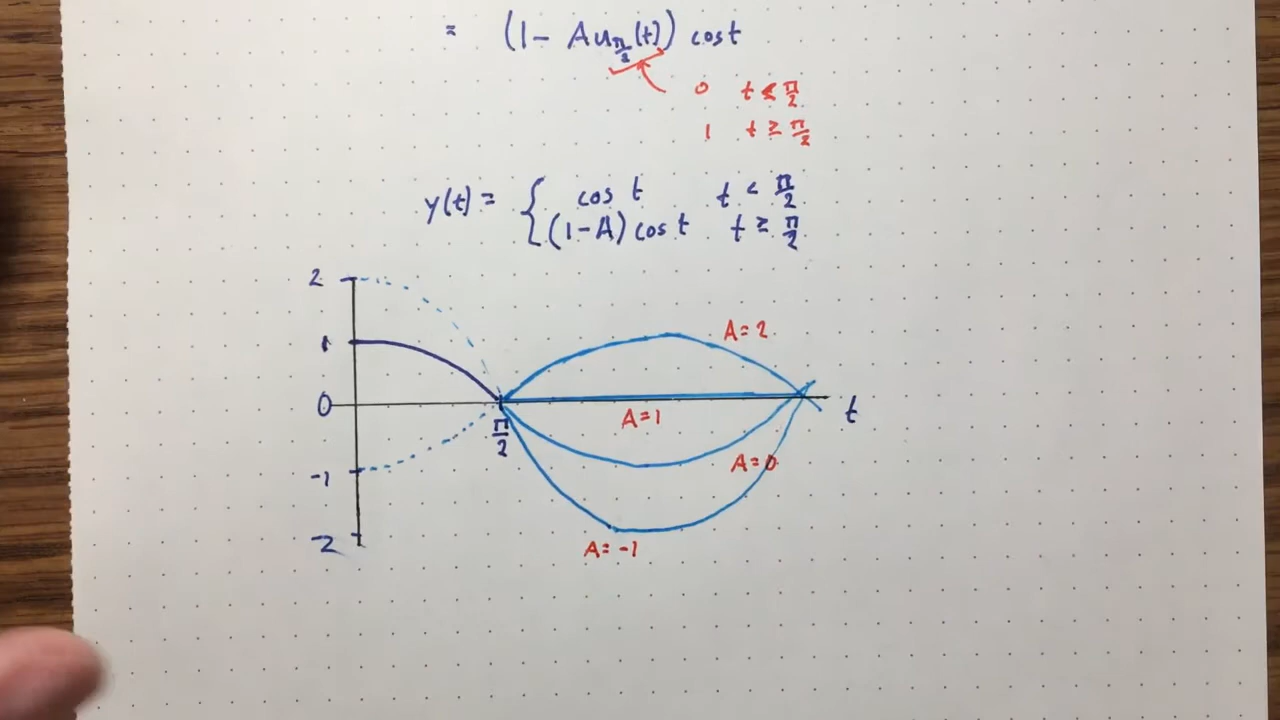 = (1 - Au_{π/2}(t)) cos t
0 t < π/2
1 t ≥ π/2
y(t) = { cos t t < π/2
(1-A) cos t t ≥ π/2
2
1
0
-1
-2
π/2
t
A=2
A=1
A=0
A=-1